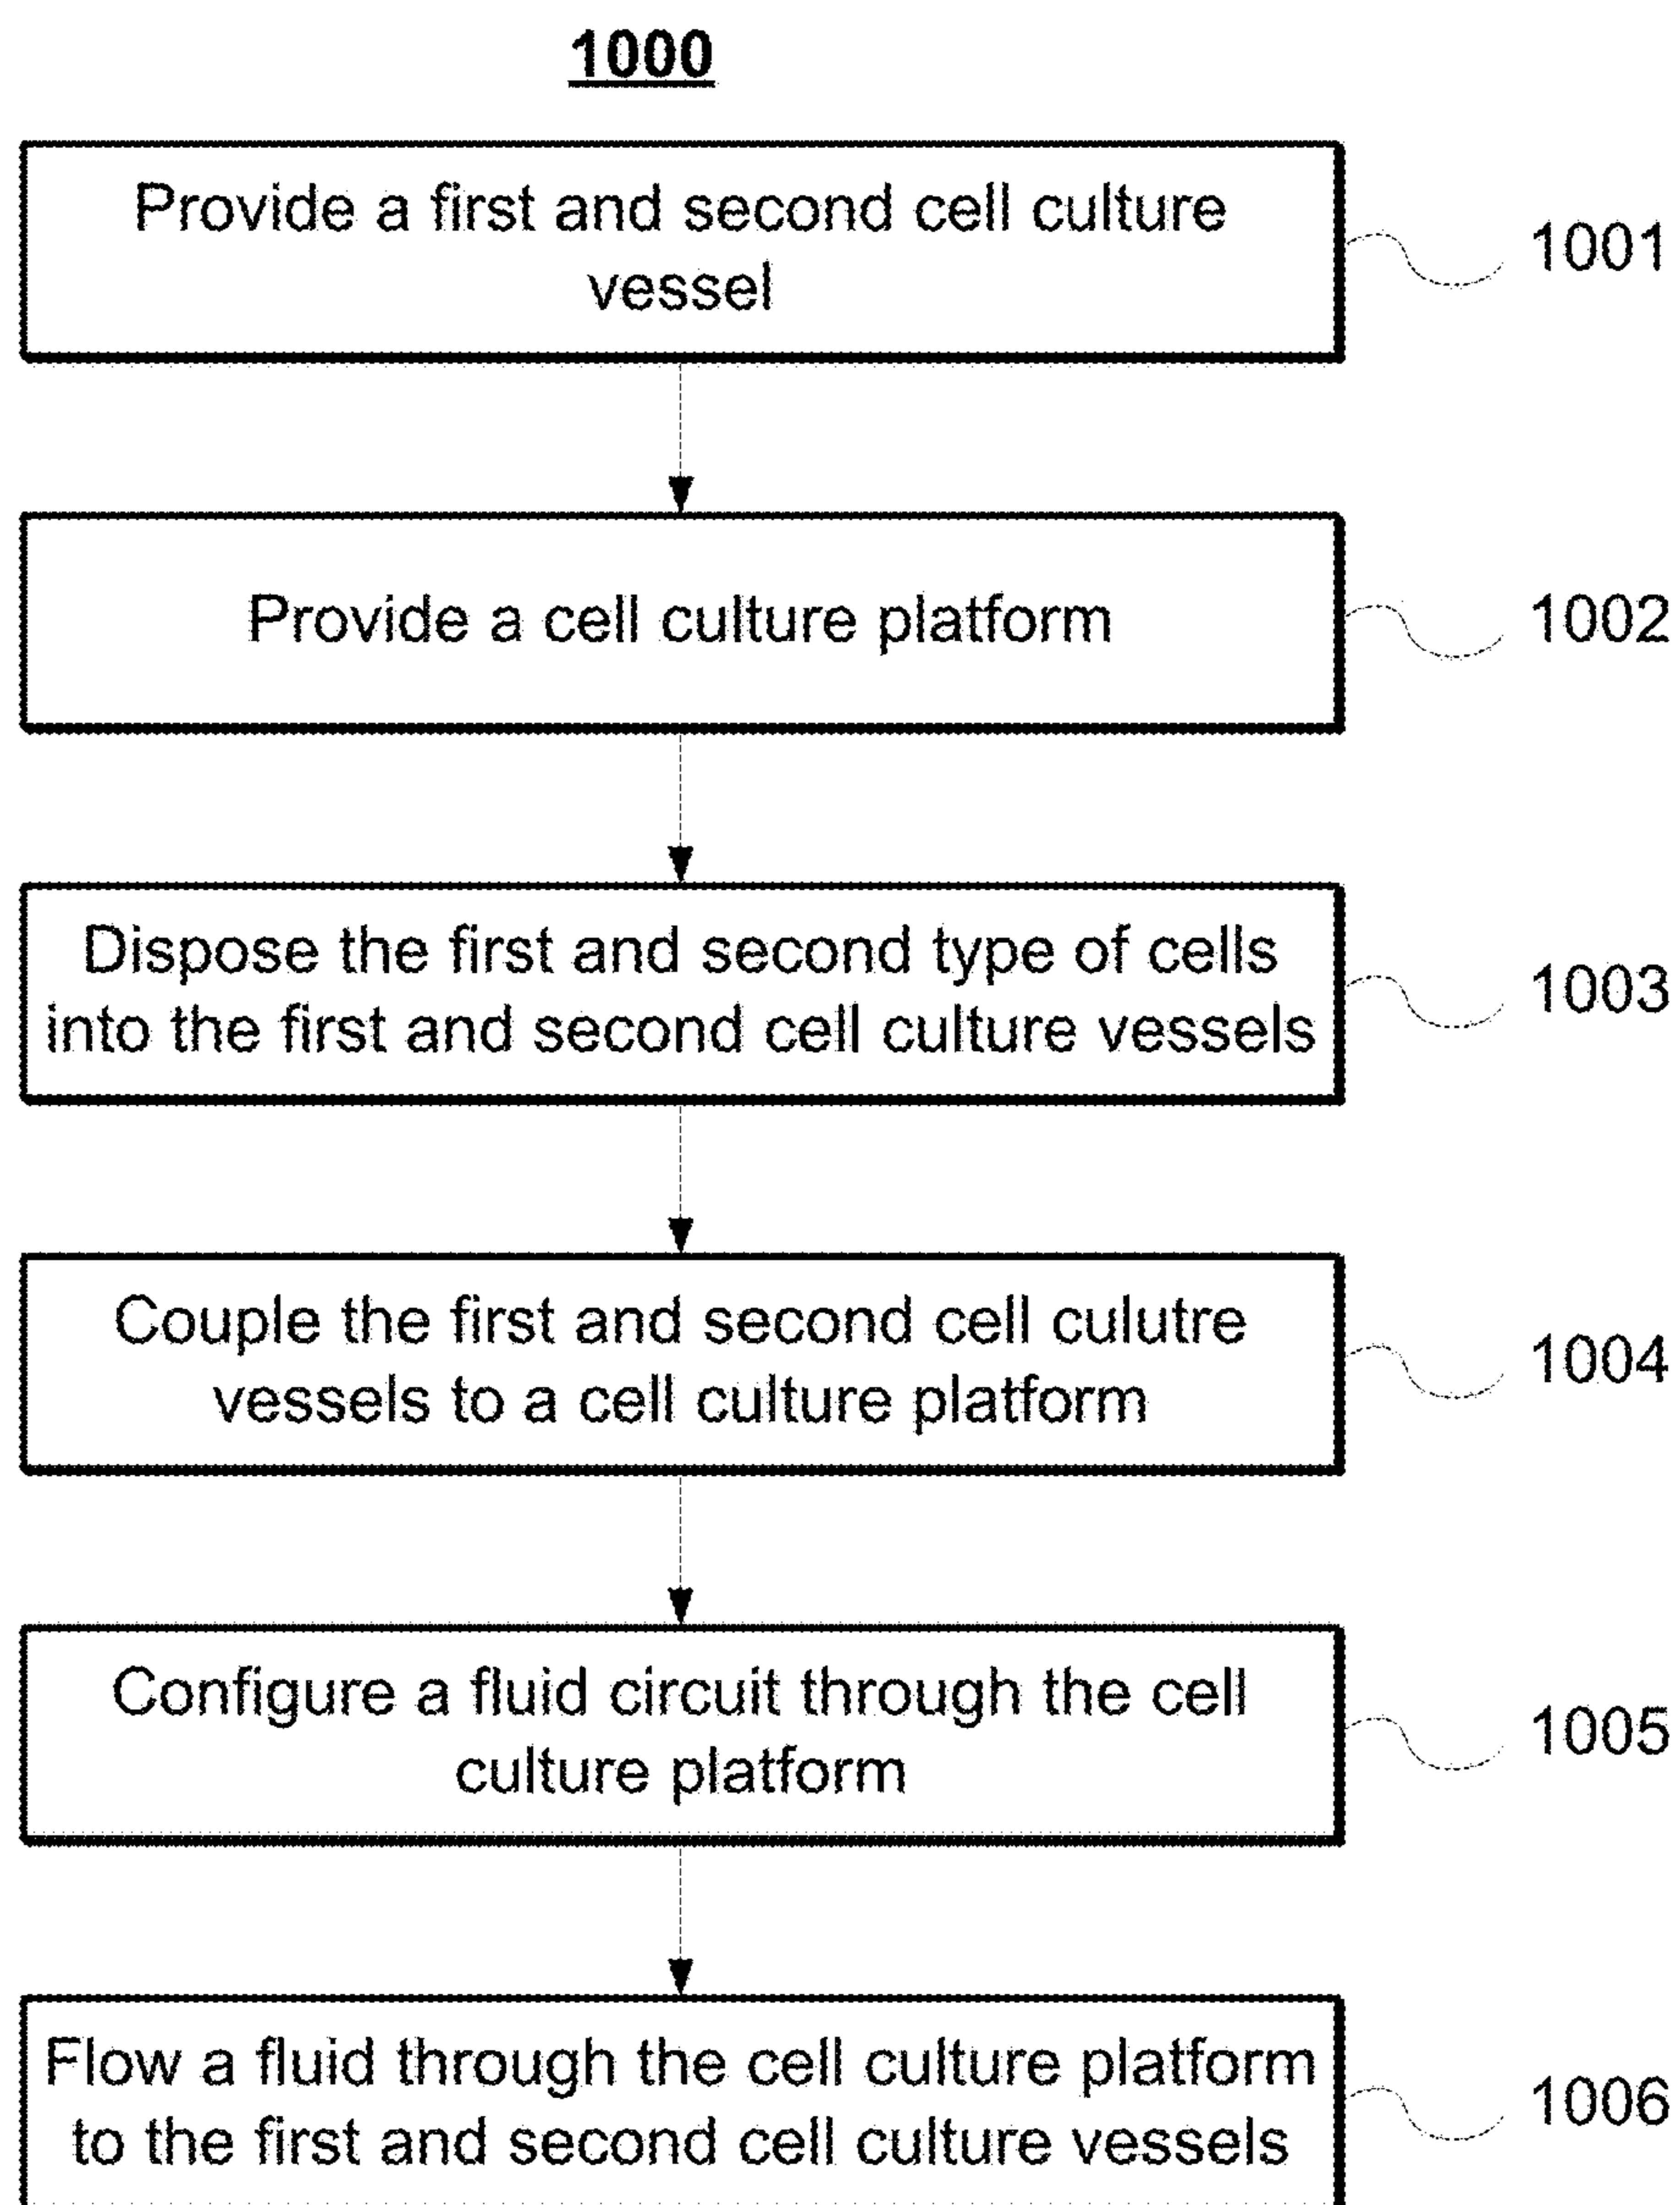 1000
Provide a first and second cell culture
vessel
1001
Provide a cell culture platform
1002
Dispose the first and second type of cells
into the first and second cell culture vessels
1003
Couple the first and second cell culutre
vessels to a cell culture platform
1004
Configure a fluid circuit through the cell
culture platform
1005
Flow a fluid through the cell culture platform
to the first and second cell culture vessels
1006